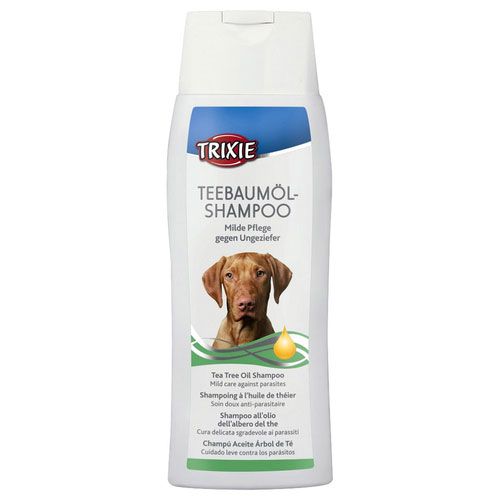 TRIXIE
TEEBAUMÖL-
SHAMPOO
Milde Pflege
gegen Ungeziefer
Tea Tree Oil Shampoo
Mild care against parasites
Shampoing à l'huile de théier
Soin doux anti-parasitaire
Shampoo all'olio
dell'albero del the
Cura delicata sgradevole ai parassiti
Champú Aceite Árbol de Té
Cuidado leve contra los parásitos